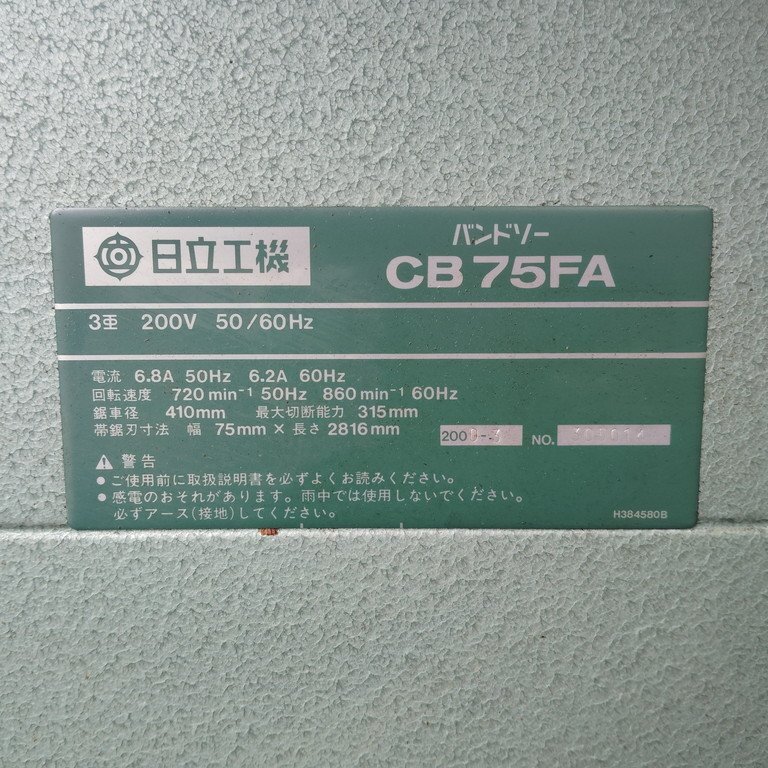 日立工機
バンドソー
CB 75FA
3相 200V 50/60Hz
電流 6.8A 50Hz 6.2A 60Hz
回転速度 720min⁻¹ 50Hz 860min⁻¹ 60Hz
鋸車径 410mm 最大切断能力 315mm
帯鋸刃寸法 幅 75mm × 長さ 2816mm
NO.
警告
● ご使用前に取扱説明書を必ずよくお読みください。
● 感電のおそれがあります。雨中では使用しないでください。
必ずアース(接地)してください。
H384580B